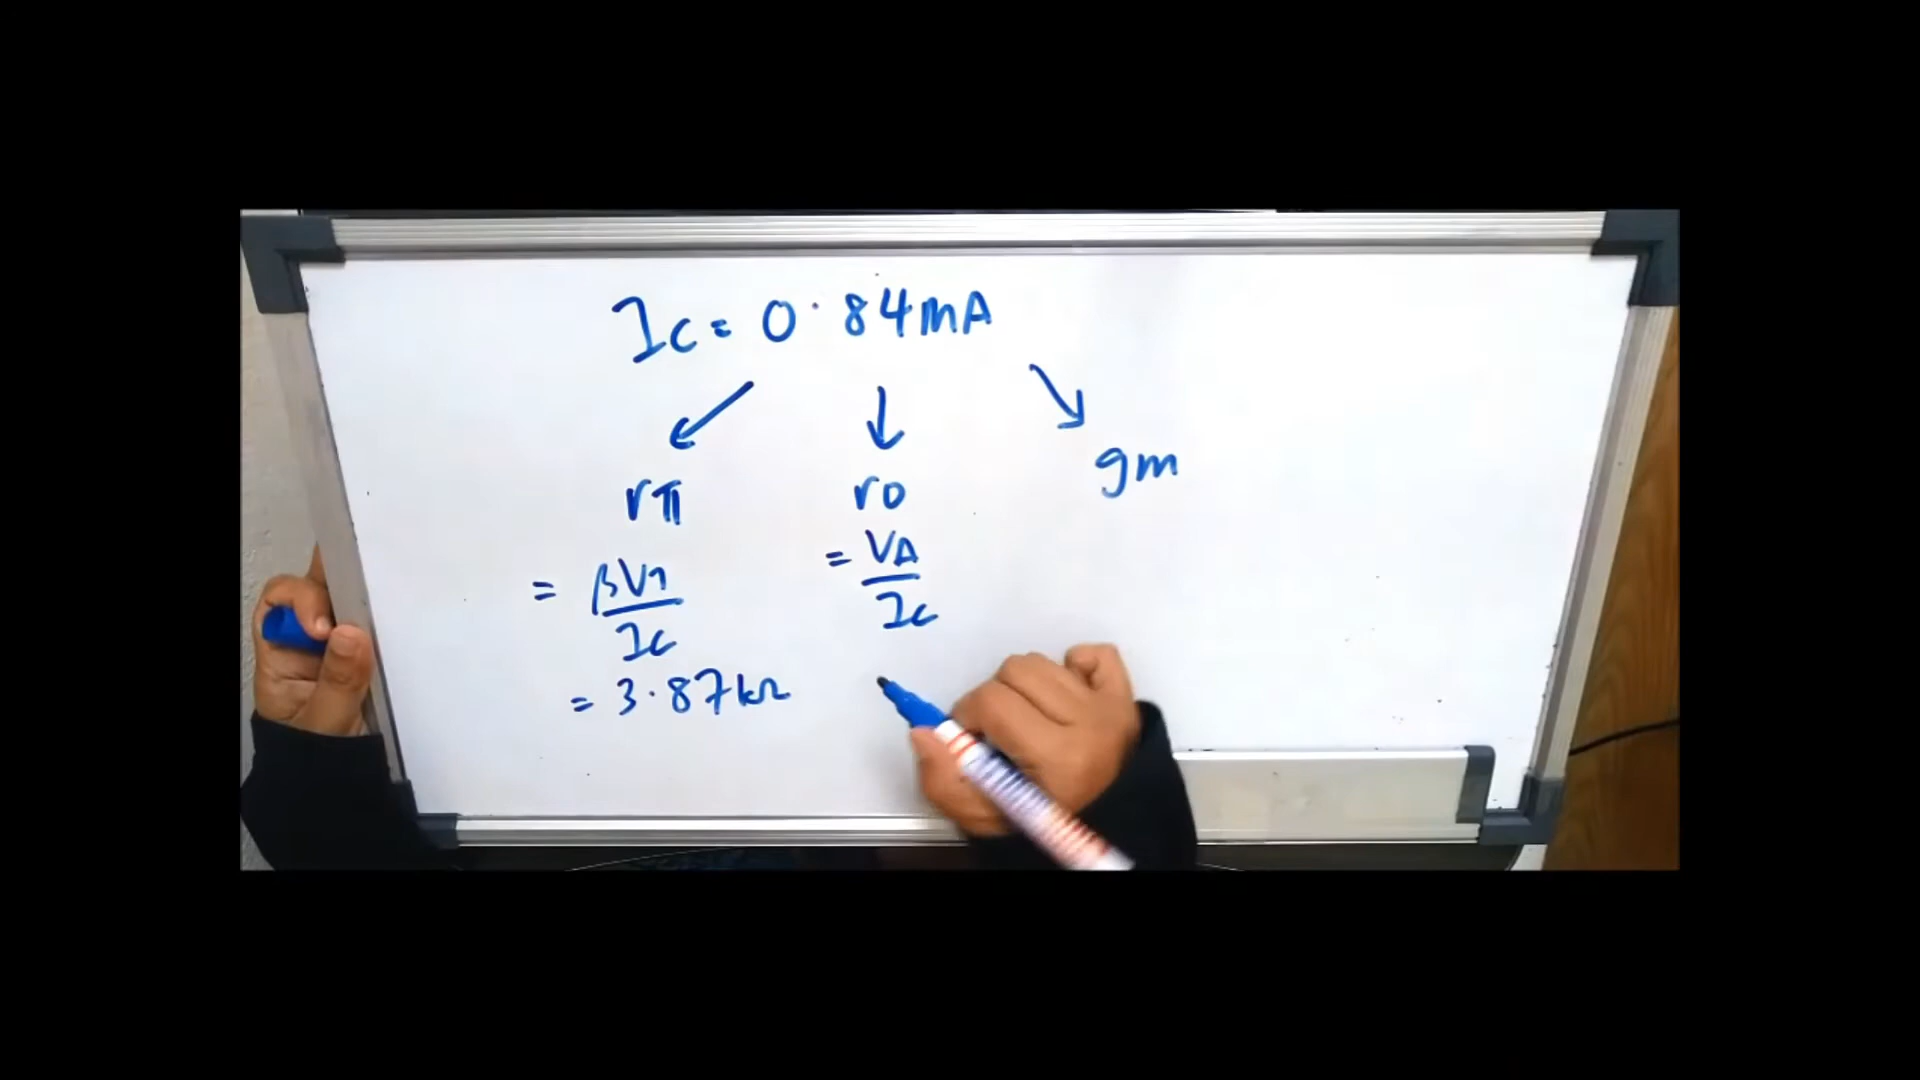 Ic = 0.84mA
rπ
ro
gm
= βVT / Ic
= VA / Ic
= 3.87kΩ